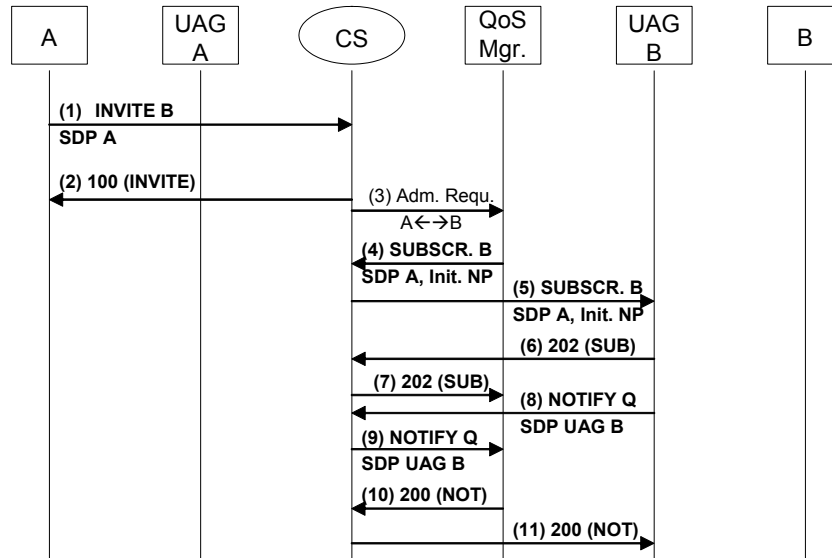 A
UAG
A
CS
QoS
Mgr.
UAG
B
B
(1) INVITE B
SDP A
(2) 100 (INVITE)
(3) Adm. Requ.
A←→B
(4) SUBSCR. B
SDP A, Init. NP
(5) SUBSCR. B
SDP A, Init. NP
(6) 202 (SUB)
(7) 202 (SUB)
(8) NOTIFY Q
SDP UAG B
(9) NOTIFY Q
SDP UAG B
(10) 200 (NOT)
(11) 200 (NOT)